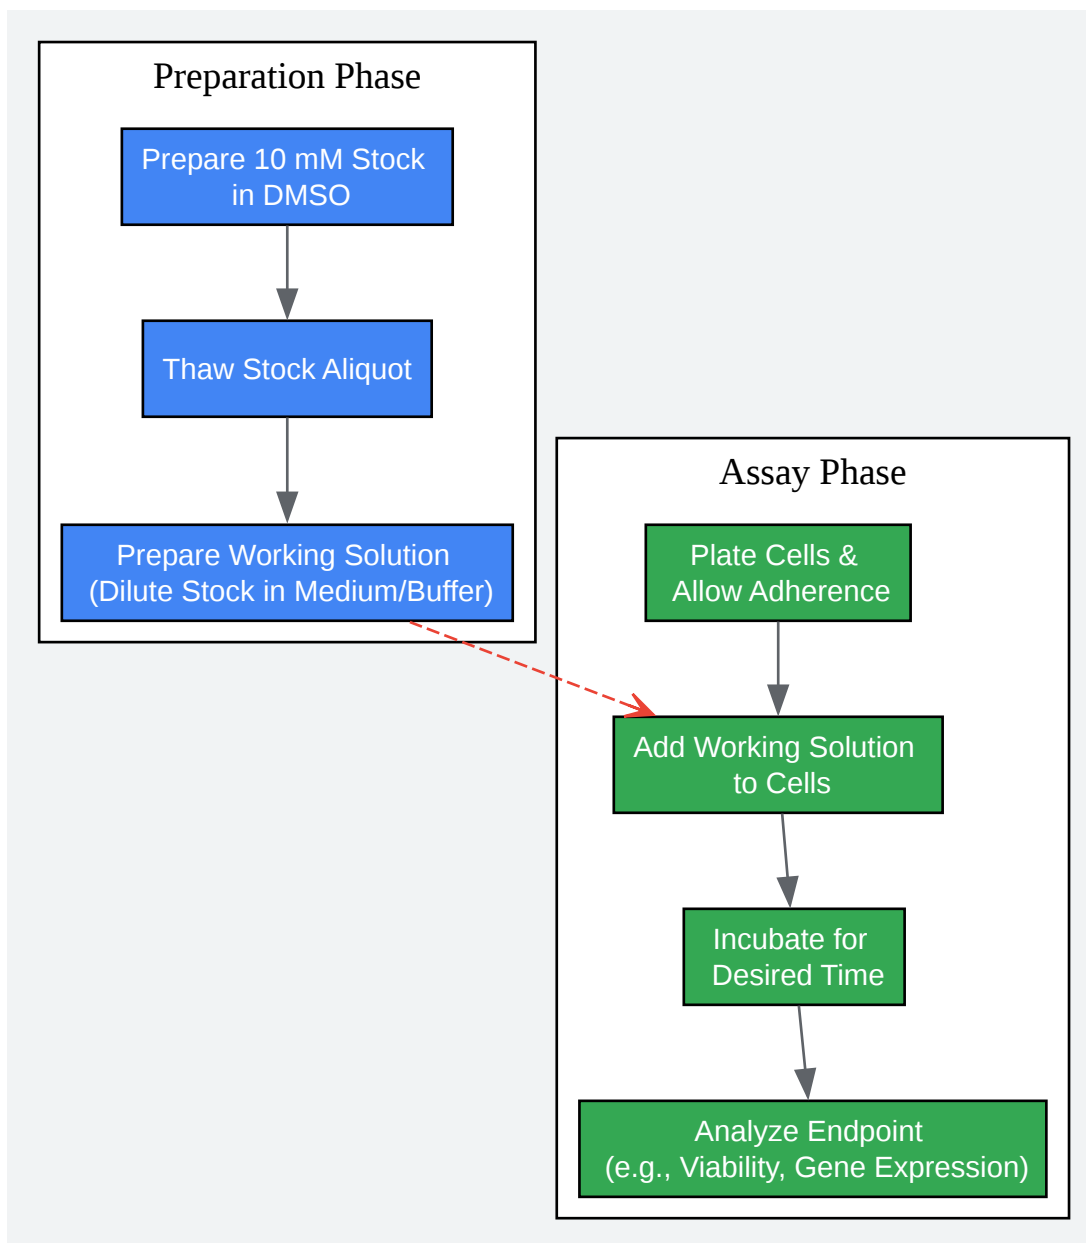 Preparation Phase
Prepare 10 mM Stock
in DMSO
Thaw Stock Aliquot
Prepare Working Solution
(Dilute Stock in Medium/Buffer)
Assay Phase
Plate Cells &
Allow Adherence
Add Working Solution
to Cells
Incubate for
Desired Time
Analyze Endpoint
(e.g., Viability, Gene Expression)